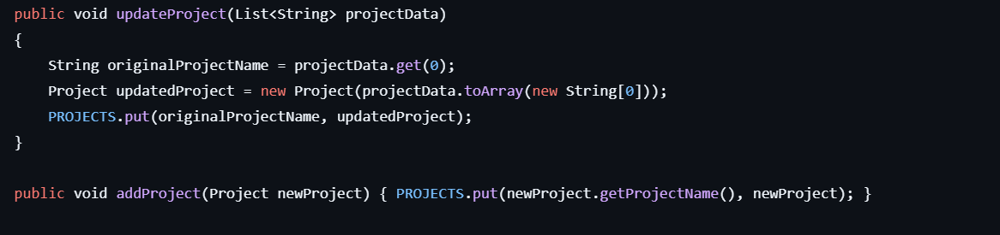 public void updateProject(List<String> projectData)
{
    String originalProjectName = projectData.get(0);
    Project updatedProject = new Project(projectData.toArray(new String[0]));
    PROJECTS.put(originalProjectName, updatedProject);
}
public void addProject(Project newProject) { PROJECTS.put(newProject.getProjectName(), newProject); }